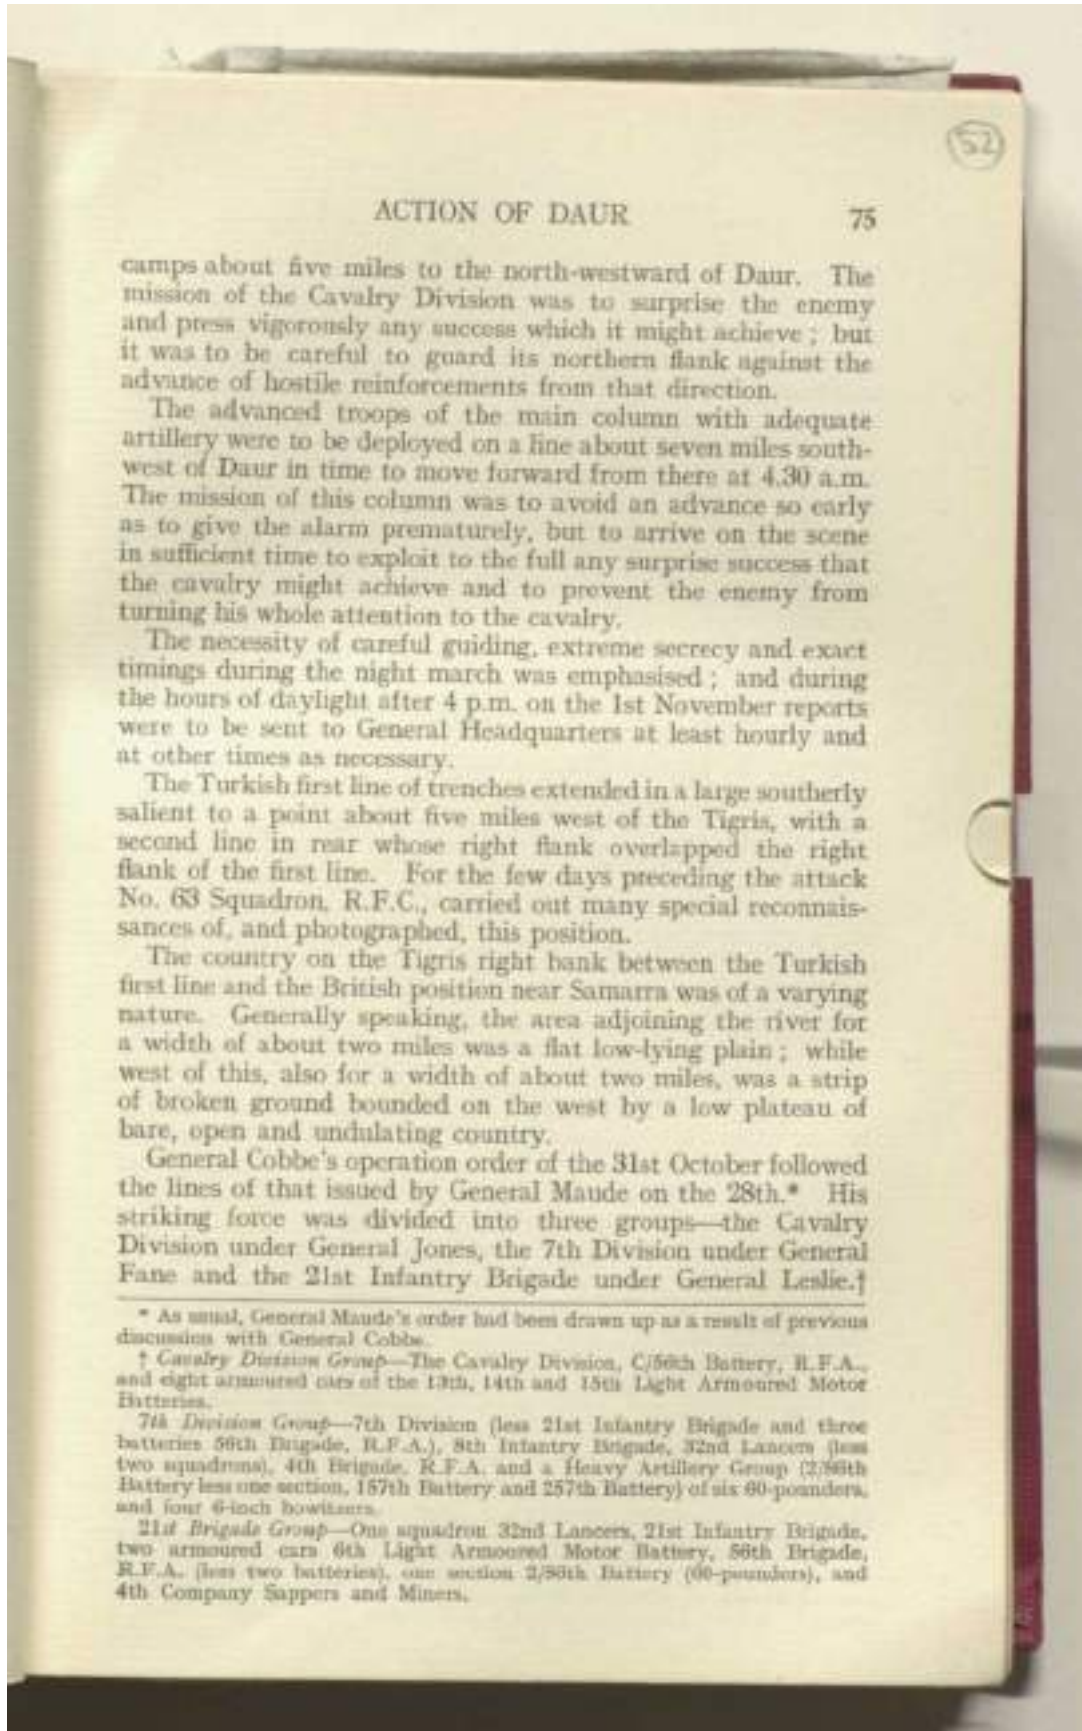 52
ACTION OF DAUR 75
camps about five miles to the north-westward of Daur. The
mission of the Cavalry Division was to surprise the enemy
and press vigorously any success which it might achieve ; but
it was to be careful to guard its northern flank against the
advance of hostile reinforcements from that direction.
The advanced troops of the main column with adequate
artillery were to be deployed on a line about seven miles south-
west of Daur in time to move forward from there at 4.30 a.m.
The mission of this column was to avoid an advance so early
as to give the alarm prematurely, but to arrive on the scene
in sufficient time to exploit to the full any surprise success that
the cavalry might achieve and to prevent the enemy from
turning his whole attention to the cavalry.
The necessity of careful guiding, extreme secrecy and exact
timings during the night march was emphasised ; and during
the hours of daylight after 4 p.m. on the 1st November reports
were to be sent to General Headquarters at least hourly and
at other times as necessary.
The Turkish first line of trenches extended in a large southerly
salient to a point about five miles west of the Tigris, with a
second line in rear whose right flank overlapped the right
flank of the first line. For the few days preceding the attack
No. 63 Squadron, R.F.C., carried out many special reconnais-
sances of, and photographed, this position.
The country on the Tigris right bank between the Turkish
first line and the British position near Samarra was of a varying
nature. Generally speaking, the area adjoining the river for
a width of about two miles was a flat low-lying plain ; while
west of this, also for a width of about two miles, was a strip
of broken ground bounded on the west by a low plateau of
bare, open and undulating country.
General Cobbe's operation order of the 31st October followed
the lines of that issued by General Maude on the 28th.* His
striking force was divided into three groups—the Cavalry
Division under General Jones, the 7th Division under General
Fane and the 21st Infantry Brigade under General Leslie.†
* As usual, General Maude's order had been drawn up as a result of previous
discussion with General Cobbe.
† Cavalry Division Group—The Cavalry Division, C/56th Battery, R.F.A.,
and eight armoured cars of the 13th, 14th and 15th Light Armoured Motor
Batteries.
7th Division Group—7th Division (less 21st Infantry Brigade and three
batteries 56th Brigade, R.F.A.), 8th Infantry Brigade, 32nd Lancers (less
two squadrons), 4th Brigade, R.F.A. and a Heavy Artillery Group (2/86th
Battery less one section, 157th Battery and 257th Battery) of six 60-pounders,
and four 6-inch howitzers.
21st Brigade Group—One squadron 32nd Lancers, 21st Infantry Brigade,
two armoured cars 6th Light Armoured Motor Battery, 56th Brigade,
R.F.A. (less two batteries), one section 2/86th Battery (60-pounders), and
4th Company Sappers and Miners.